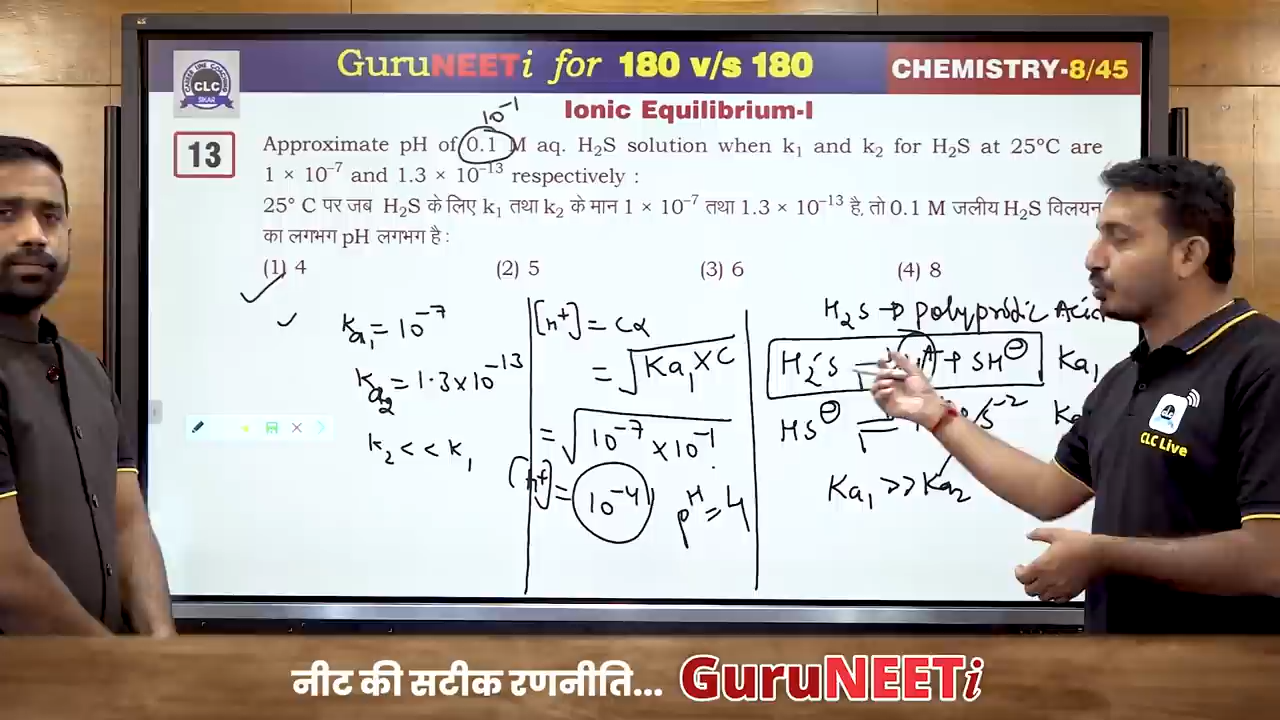 GuruNEETi for 180 v/s 180
CHEMISTRY-8/45
CAREER LINE COACHING
CLC
SIKAR
Ionic Equilibrium-I
10⁻¹
13
Approximate pH of 0.1 M aq. H₂S solution when k₁ and k₂ for H₂S at 25°C are
1 × 10⁻⁷ and 1.3 × 10⁻¹³ respectively :
25° C पर जब H₂S के लिए k₁ तथा k₂ के मान 1 × 10⁻⁷ तथा 1.3 × 10⁻¹³ है, तो 0.1 M जलीय H₂S विलयन
का लगभग pH लगभग है :
(1) 4
(2) 5
(3) 6
(4) 8
Ka₁ = 10⁻⁷
Ka₂ = 1.3 × 10⁻¹³
K₂ << K₁
[H⁺] = Cα
= √Ka₁ × C
= √10⁻⁷ × 10⁻¹
[H⁺] = 10⁻⁴
pH = 4
H₂S → polyprodic Acid
H₂S ⇌ H⁺ + SH⊖ Ka₁
HS⊖ ⇌ S⁻²
Ka₁ >> Ka₂
CLC Live
नीट की सटीक रणनीति... GuruNEETi